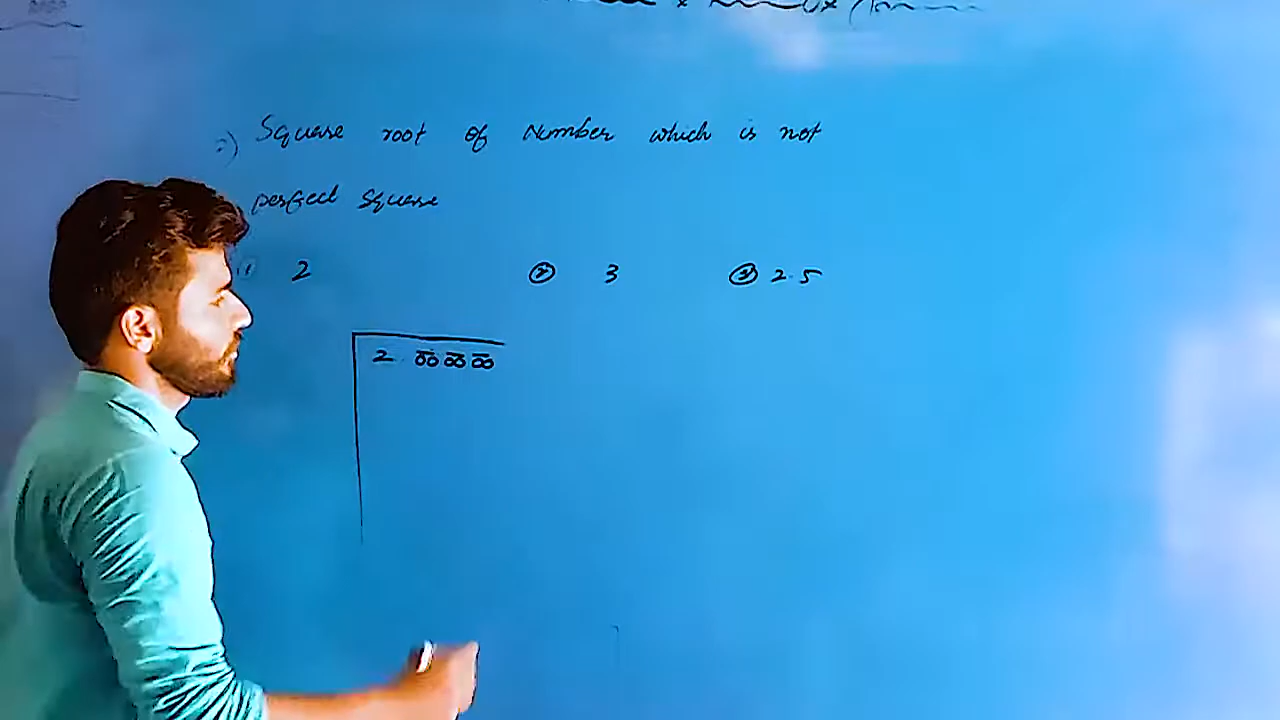 2) Square root of Number which is not
perfect square
(1) 2 (2) 3 (3) 2.5
2. 00 00 00